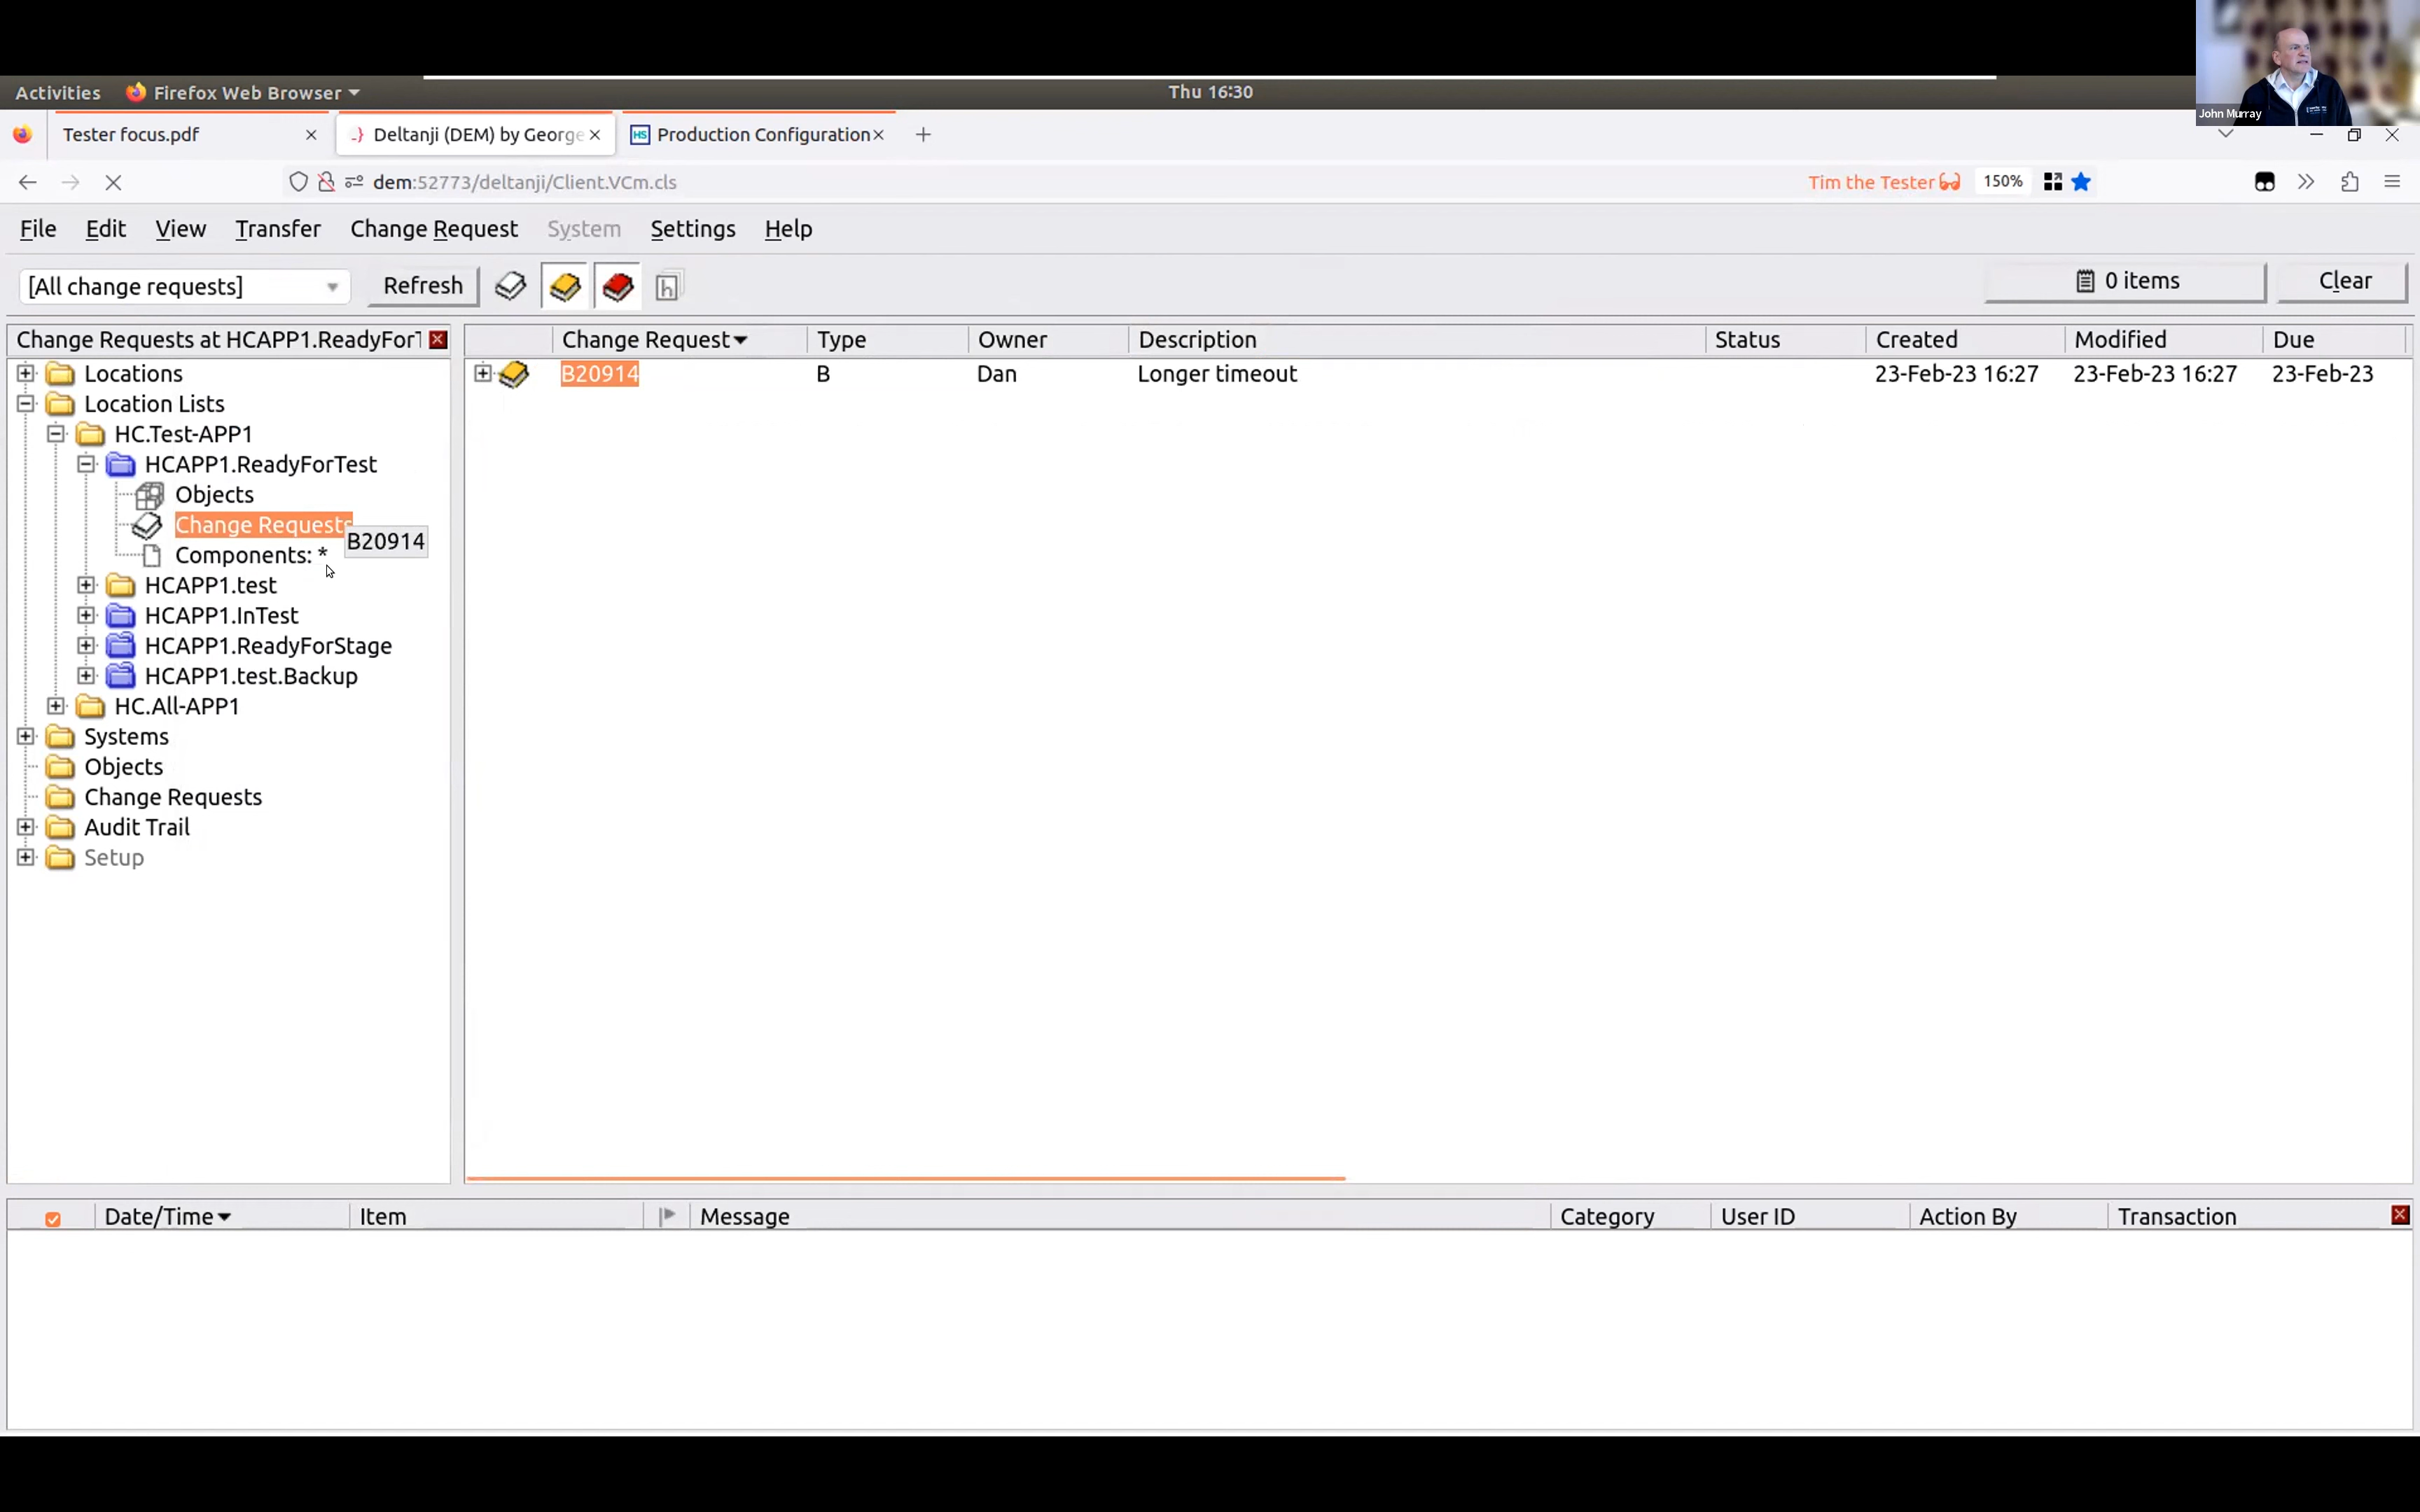 Activities Firefox Web Browser Thu 16:30
John Murray
Tester focus.pdf Deltanji (DEM) by George HS Production Configuration
dem:52773/deltanji/Client.VCm.cls Tim the Tester 150%
File Edit View Transfer Change Request System Settings Help
[All change requests] Refresh h 0 items Clear
Change Requests at HCAPP1.ReadyForT
Locations
Location Lists
HC.Test-APP1
HCAPP1.ReadyForTest
Objects
Change Requests
B20914
Components: *
HCAPP1.test
HCAPP1.InTest
HCAPP1.ReadyForStage
HCAPP1.test.Backup
HC.All-APP1
Systems
Objects
Change Requests
Audit Trail
Setup
Change Request Type Owner Description Status Created Modified Due
B20914 B Dan Longer timeout 23-Feb-23 16:27 23-Feb-23 16:27 23-Feb-23
Date/Time Item Message Category User ID Action By Transaction